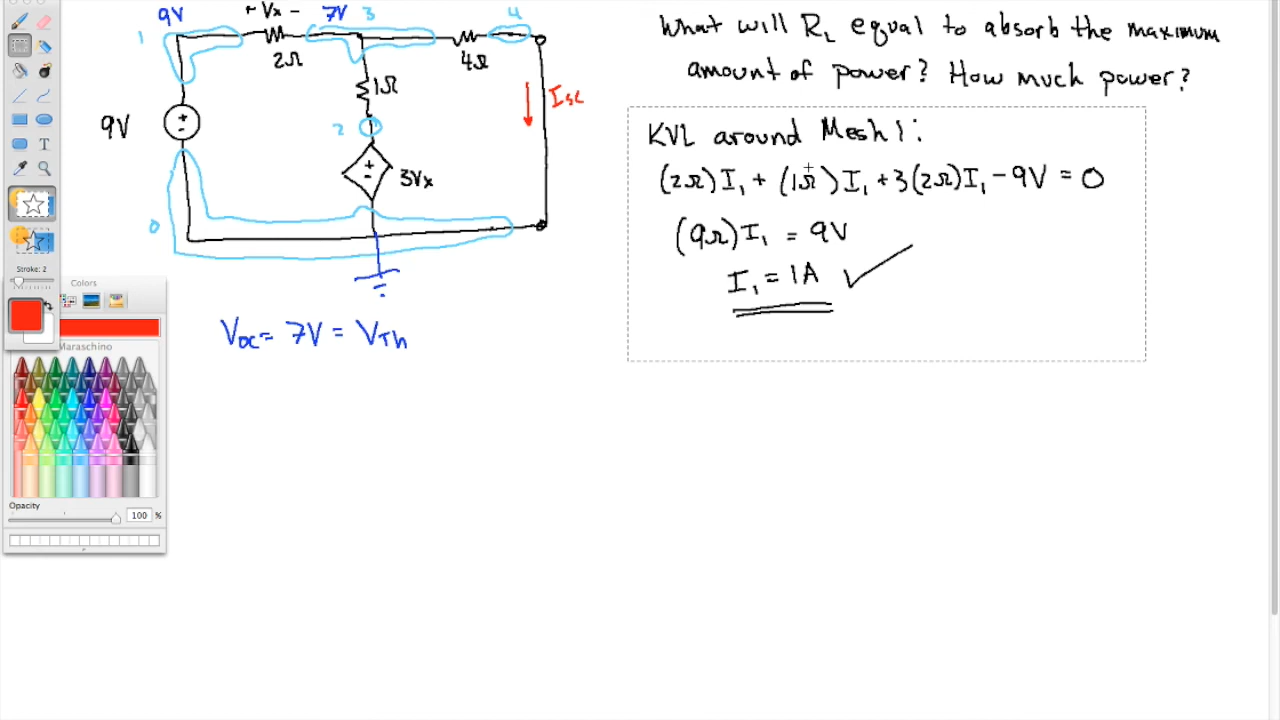 9V + Vx - 7V 3 4
1
2Ω 4Ω
1Ω
Isc
9V
2
+
-
+
-
3Vx
0
Voc = 7V = VTh
What will RL equal to absorb the maximum
amount of power? How much power?
KVL around Mesh 1:
(2Ω)I1 + (1Ω)I1 + 3(2Ω)I1 - 9V = 0
(9Ω)I1 = 9V
I1 = 1A ✓
T
Stroke: 2
Colors
Maraschino
Opacity
100 %